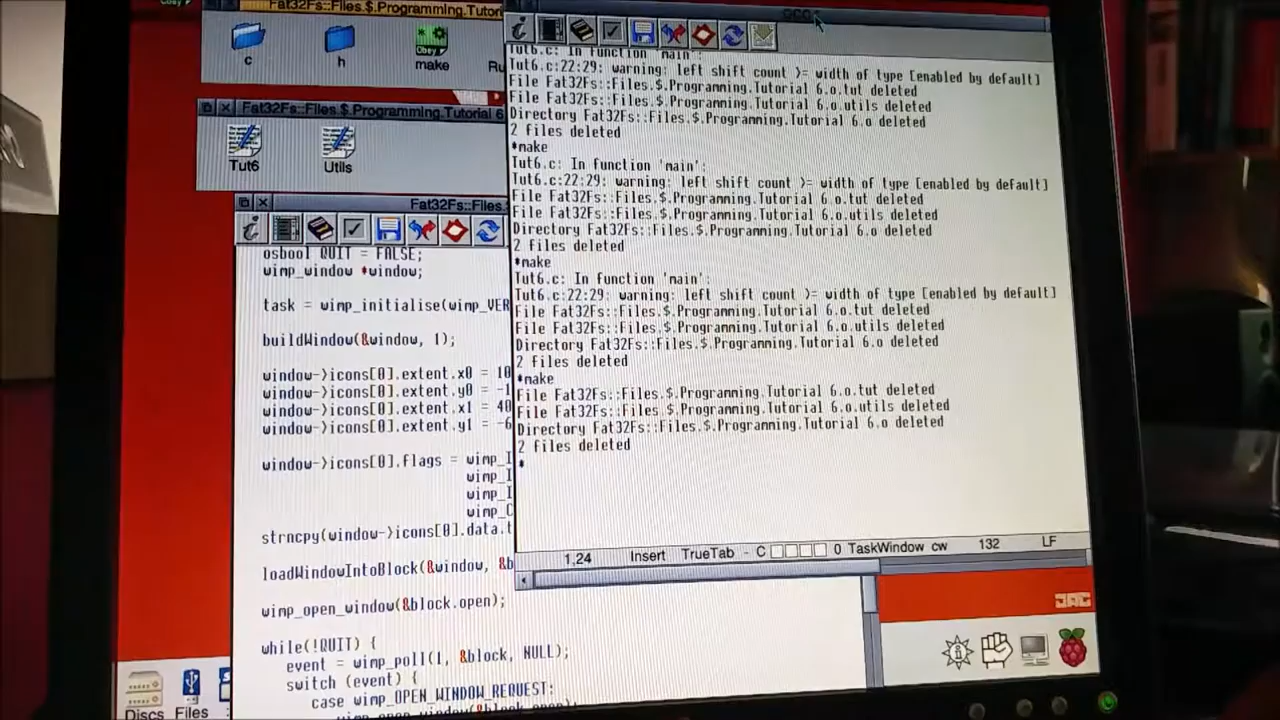 Fat32Fs::Files.$.Programming.Tutori
c
h
Obey
make
Fat32Fs::Files.$.Programming.Tutorial 6
Tut6
Utils
Fat32Fs::Files.
osbool QUIT = FALSE;
wimp_window *window;
task = wimp_initialise(wimp_VER
buildWindow(&window, 1);
window->icons[0].extent.x0 = 10
window->icons[0].extent.y0 = -1
window->icons[0].extent.x1 = 40
window->icons[0].extent.y1 = -6
window->icons[0].flags = wimp_I
wimp_I
wimp_I
wimp_C
strncpy(window->icons[0].data.t
loadWindowIntoBlock(&window, &b
wimp_open_window(&block.open);
while(!QUIT) {
event = wimp_poll(1, &block, NULL);
switch (event) {
case wimp_OPEN_WINDOW_REQUEST:
wimp_open_window(&block.open);
Tut6.c: In function 'main':
Tut6.c:22:29: warning: left shift count >= width of type [enabled by default]
File Fat32Fs::Files.$.Programming.Tutorial 6.o.tut deleted
File Fat32Fs::Files.$.Programming.Tutorial 6.o.utils deleted
Directory Fat32Fs::Files.$.Programming.Tutorial 6.o deleted
2 files deleted
*make
Tut6.c: In function 'main':
Tut6.c:22:29: warning: left shift count >= width of type [enabled by default]
File Fat32Fs::Files.$.Programming.Tutorial 6.o.tut deleted
File Fat32Fs::Files.$.Programming.Tutorial 6.o.utils deleted
Directory Fat32Fs::Files.$.Programming.Tutorial 6.o deleted
2 files deleted
*make
Tut6.c: In function 'main':
Tut6.c:22:29: warning: left shift count >= width of type [enabled by default]
File Fat32Fs::Files.$.Programming.Tutorial 6.o.tut deleted
File Fat32Fs::Files.$.Programming.Tutorial 6.o.utils deleted
Directory Fat32Fs::Files.$.Programming.Tutorial 6.o deleted
2 files deleted
*make
File Fat32Fs::Files.$.Programming.Tutorial 6.o.tut deleted
File Fat32Fs::Files.$.Programming.Tutorial 6.o.utils deleted
Directory Fat32Fs::Files.$.Programming.Tutorial 6.o deleted
2 files deleted
*
1,24 Insert TrueTab - C 0 TaskWindow cw 132 LF
Discs
Files